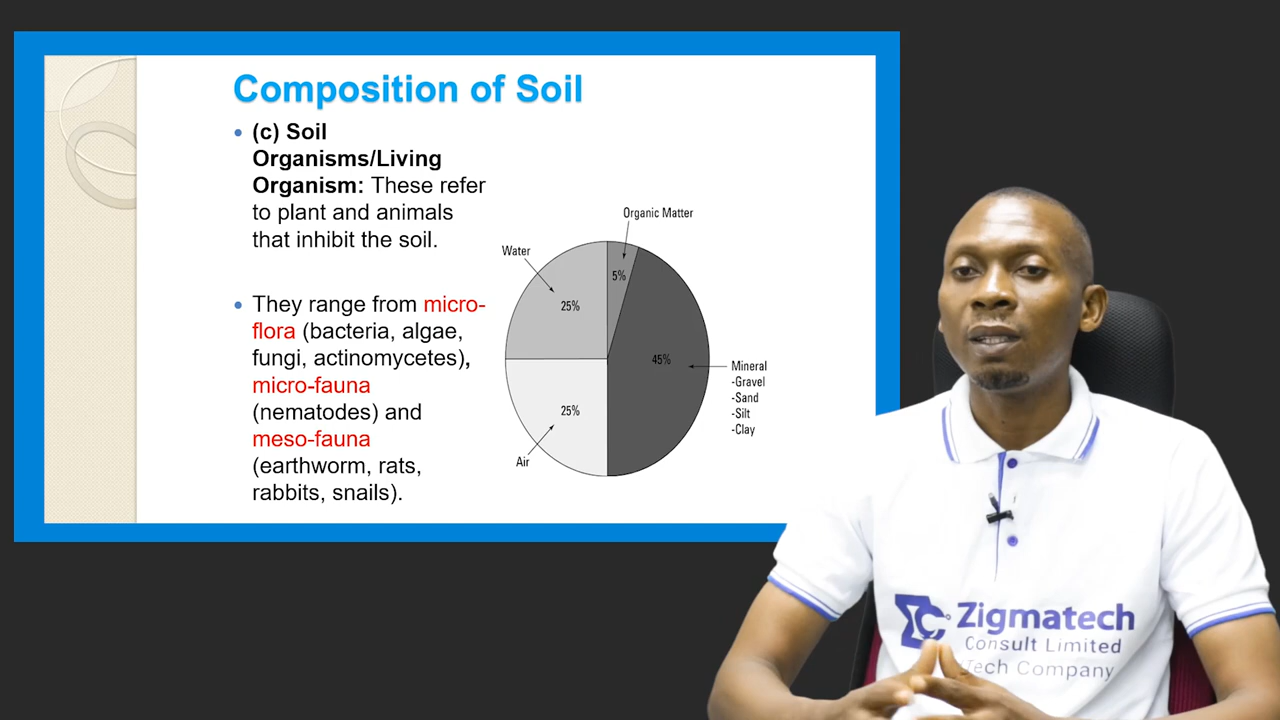 Composition of Soil
(c) Soil
Organisms/Living
Organism: These refer
to plant and animals
that inhibit the soil.
They range from micro-
flora (bacteria, algae,
fungi, actinomycetes),
micro-fauna
(nematodes) and
meso-fauna
(earthworm, rats,
rabbits, snails).
Organic Matter
Water
5%
25%
45%
Mineral
-Gravel
-Sand
-Silt
-Clay
25%
Air
Zigmatech
Consult Limited
Tech Company